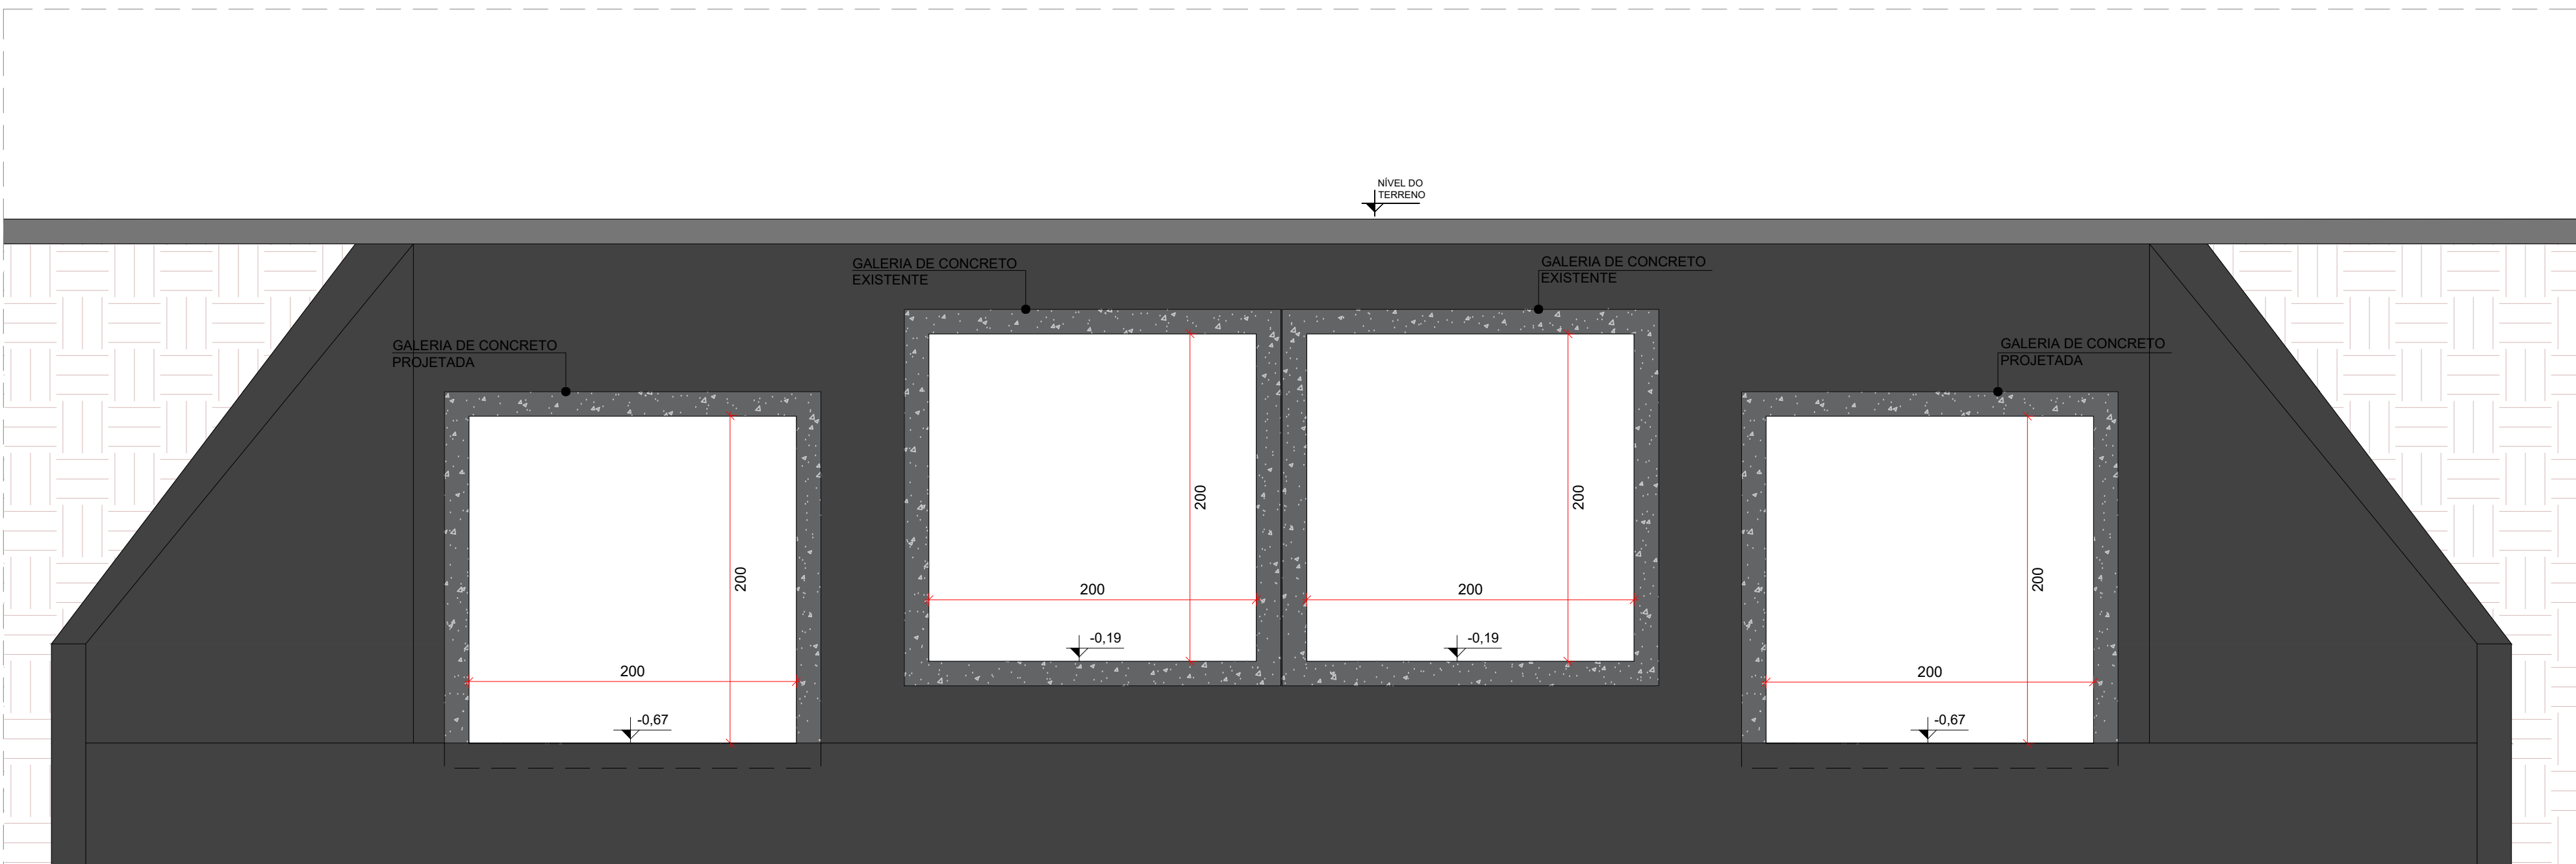 NÍVEL DO
TERRENO
GALERIA DE CONCRETO
EXISTENTE
GALERIA DE CONCRETO
EXISTENTE
GALERIA DE CONCRETO
PROJETADA
GALERIA DE CONCRETO
PROJETADA
200
200
200
200
200
200
-0,19
-0,19
200
200
-0,67
-0,67